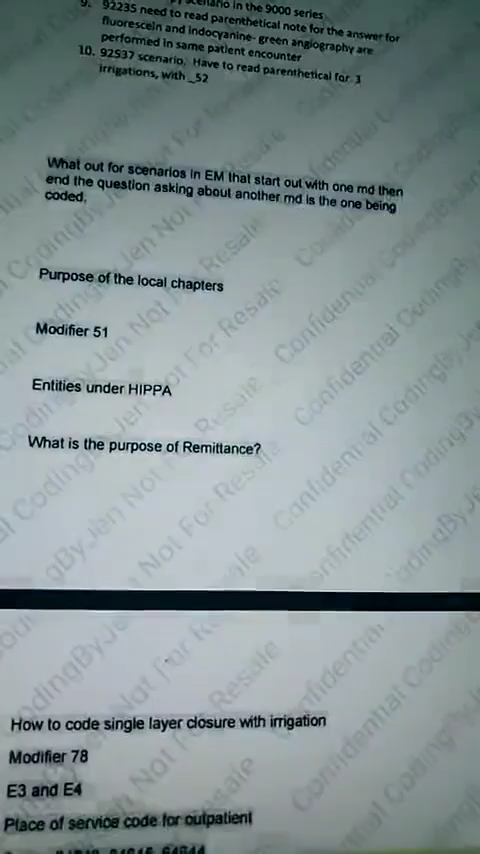 9. 92235 need to read parenthetical note for the answer for
fluorescein and indocyanine- green angiography are
performed in same patient encounter
10. 92537 scenario. Have to read parenthetical for 3
irrigations, with _52
What out for scenarios in EM that start out with one md then
end the question asking about another md is the one being
coded.
Purpose of the local chapters
Modifier 51
Entities under HIPPA
What is the purpose of Remittance?
How to code single layer closure with irrigation
Modifier 78
E3 and E4
Place of service code for outpatient